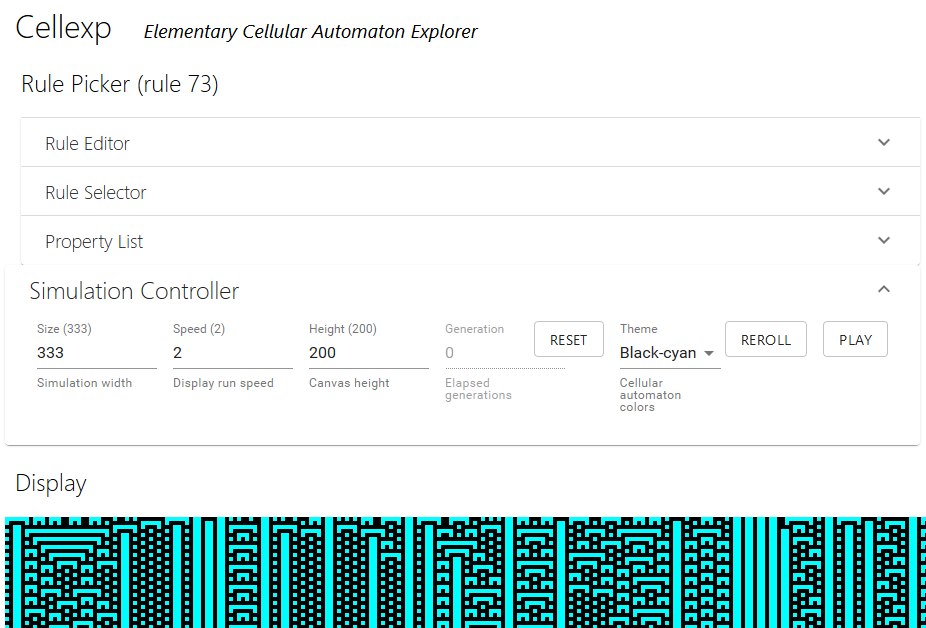 Cellexp Elementary Cellular Automaton Explorer
Rule Picker (rule 73)
Rule Editor
Rule Selector
Property List
Simulation Controller
Size (333) Speed (2) Height (200) Generation Theme
333 2 200 0 RESET Black-cyan REROLL PLAY
Simulation width Display run speed Canvas height Elapsed generations Cellular automaton colors
Display